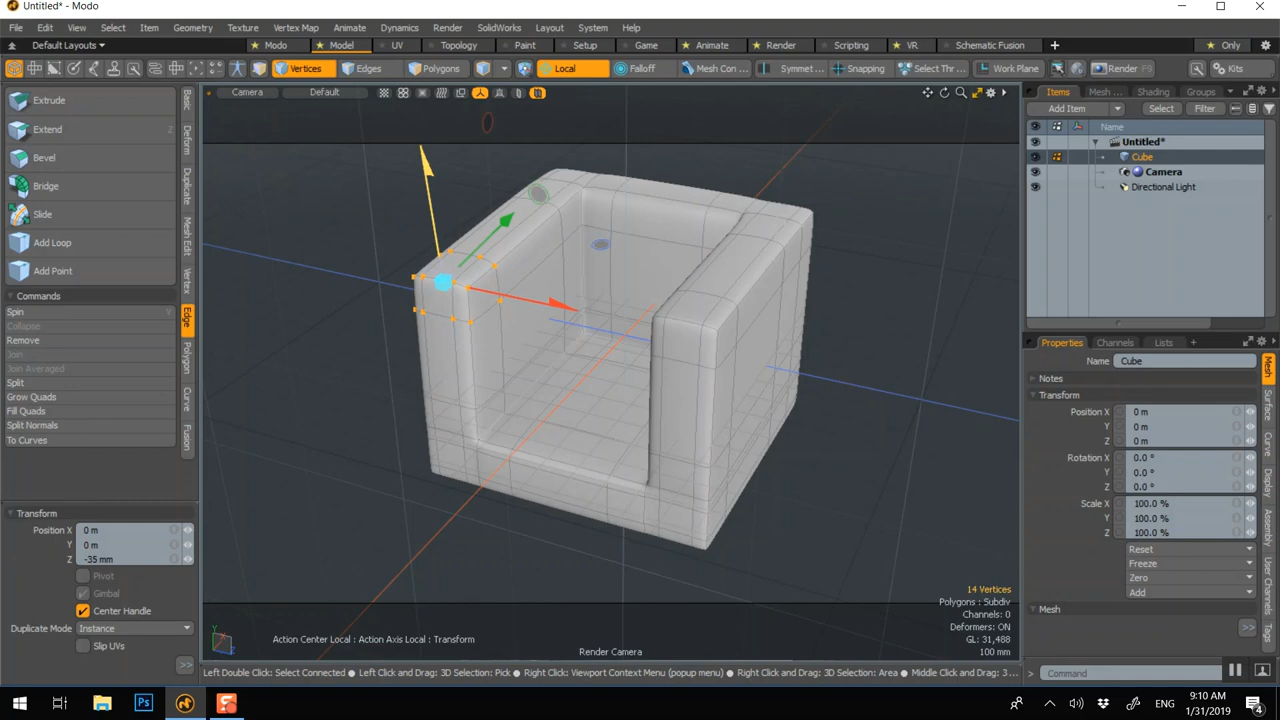 Untitled* - Modo
File Edit View Select Item Geometry Texture Vertex Map Animate Dynamics Render SolidWorks Layout System Help
Default Layouts Modo Model UV Topology Paint Setup Game Animate Render Scripting VR Schematic Fusion Only
Vertices Edges Polygons Local Falloff Mesh Con ... Symmet ... Snapping Select Thr ... Work Plane Render F9 Kits
Camera Default
Items Mesh ... Shading Groups
Add Item Select Filter
Name
Untitled*
Cube
Camera
Directional Light
Extrude
Extend Z
Bevel
Bridge
Slide
Add Loop
Add Point
Commands
Spin Y
Collapse
Remove
Join
Join Averaged
Split
Grow Quads
Fill Quads
Split Normals
To Curves
Basic
Deform
Duplicate
Mesh Edit
Vertex
Edge
Polygon
Curve
Fusion
Transform
Position X 0 m
Y 0 m
Z -35 mm
Pivot
Gimbal
Center Handle
Duplicate Mode Instance
Slip UVs
>>
14 Vertices
Polygons : Subdiv
Channels: 0
Deformers: ON
GL: 31,488
100 mm
Action Center Local : Action Axis Local : Transform
Render Camera
Properties Channels Lists +
Name Cube
Notes
Transform
Position X 0 m
Y 0 m
Z 0 m
Rotation X 0.0 °
Y 0.0 °
Z 0.0 °
Scale X 100.0 %
Y 100.0 %
Z 100.0 %
Reset
Freeze
Zero
Add
Mesh
>>
Mesh
Surface
Curve
Display
Assembly
User Channels
Tags
Left Double Click: Select Connected ● Left Click and Drag: 3D Selection: Pick ● Right Click: Viewport Context Menu (popup menu) ● Right Click and Drag: 3D Selection: Area ● Middle Click and Drag: 3 ...
Command
ENG
9:10 AM
1/31/2019
4